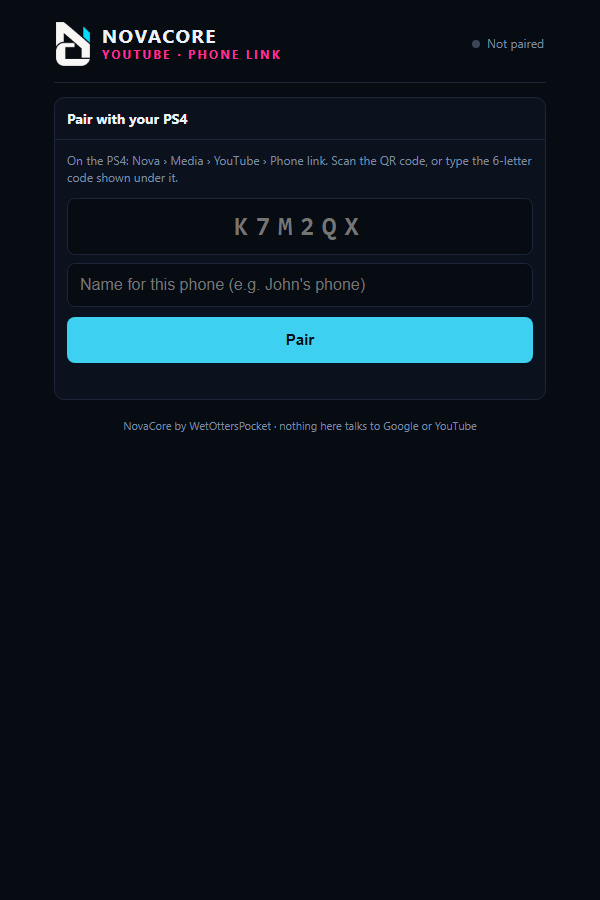 NOVACORE
YOUTUBE · PHONE LINK
Not paired
Pair with your PS4
On the PS4: Nova › Media › YouTube › Phone link. Scan the QR code, or type the 6-letter
code shown under it.
K7M2QX
Name for this phone (e.g. John's phone)
Pair
NovaCore by WetOttersPocket · nothing here talks to Google or YouTube